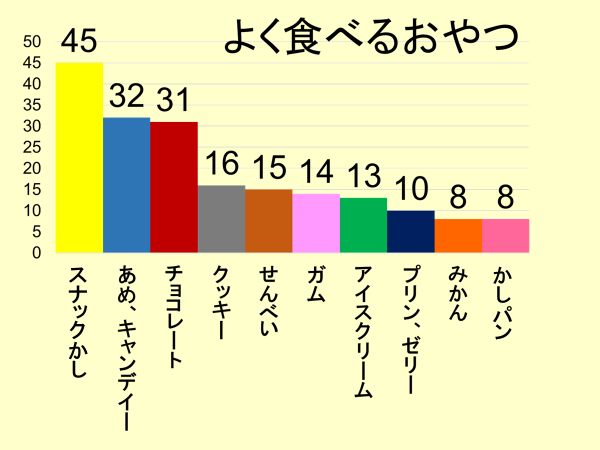 よく食べるおやつ
50
45
40
35
30
25
20
15
10
5
0
45
32
31
16
15
14
13
10
8
8
スナックかし
あめ、キャンデイー
チョコレート
クッキー
せんべい
ガム
アイスクリーム
プリン、ゼリー
みかん
かしパン